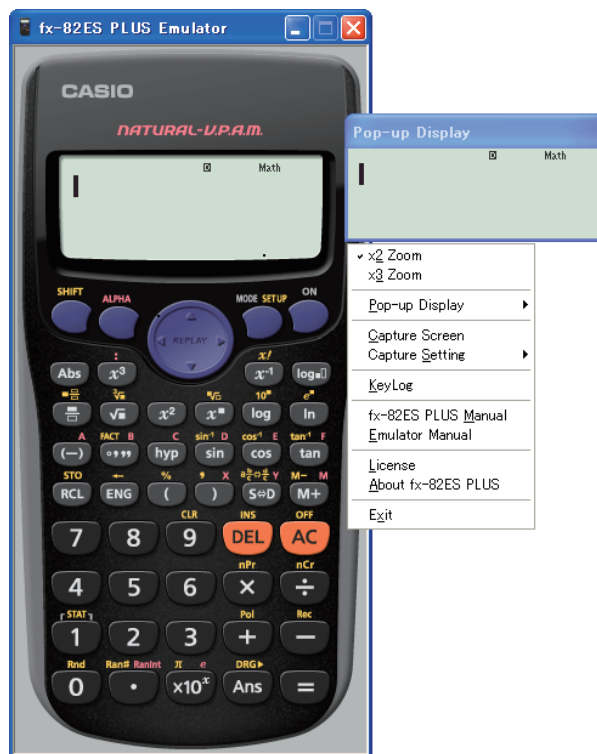 fx-82ES PLUS Emulator
CASIO
NATURAL-V.P.A.M.
D Math
Pop-up Display
D Math
x2 Zoom
x3 Zoom
Pop-up Display
Capture Screen
Capture Setting
KeyLog
fx-82ES PLUS Manual
Emulator Manual
License
About fx-82ES PLUS
Exit
SHIFT ALPHA MODE SETUP ON
REPLAY
: x!
Abs x³ x⁻¹ log▪▯
▪⌸ ³√▪ ▪√▫ 10▪ e▪
⌸ √▪ x² x▪ log ln
A FACT B C sin⁻¹ D cos⁻¹ E tan⁻¹ F
(−) °’’’ hyp sin cos tan
STO ← % , X a b/c⇔d/c Y M− M
RCL ENG ( ) S⇔D M+
CLR INS OFF
7 8 9 DEL AC
nPr nCr
4 5 6 × ÷
STAT Pol Rec
1 2 3 + −
Rnd Ran# RanInt π e DRG▶
0 • ×10ˣ Ans =